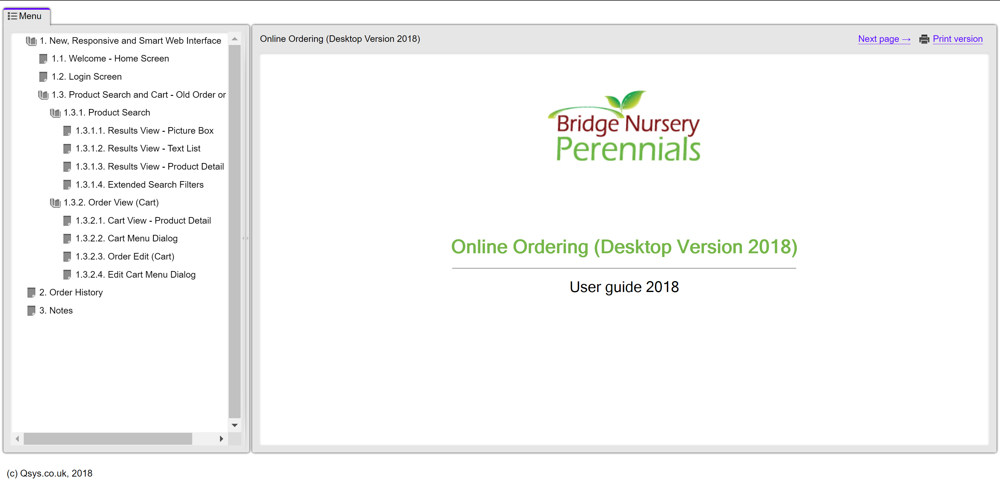 Menu
1. New, Responsive and Smart Web Interface
1.1. Welcome - Home Screen
1.2. Login Screen
1.3. Product Search and Cart - Old Order or
1.3.1. Product Search
1.3.1.1. Results View - Picture Box
1.3.1.2. Results View - Text List
1.3.1.3. Results View - Product Detail
1.3.1.4. Extended Search Filters
1.3.2. Order View (Cart)
1.3.2.1. Cart View - Product Detail
1.3.2.2. Cart Menu Dialog
1.3.2.3. Order Edit (Cart)
1.3.2.4. Edit Cart Menu Dialog
2. Order History
3. Notes
Online Ordering (Desktop Version 2018)
Next page → Print version
Bridge Nursery
Perennials
Online Ordering (Desktop Version 2018)
User guide 2018
(c) Qsys.co.uk, 2018